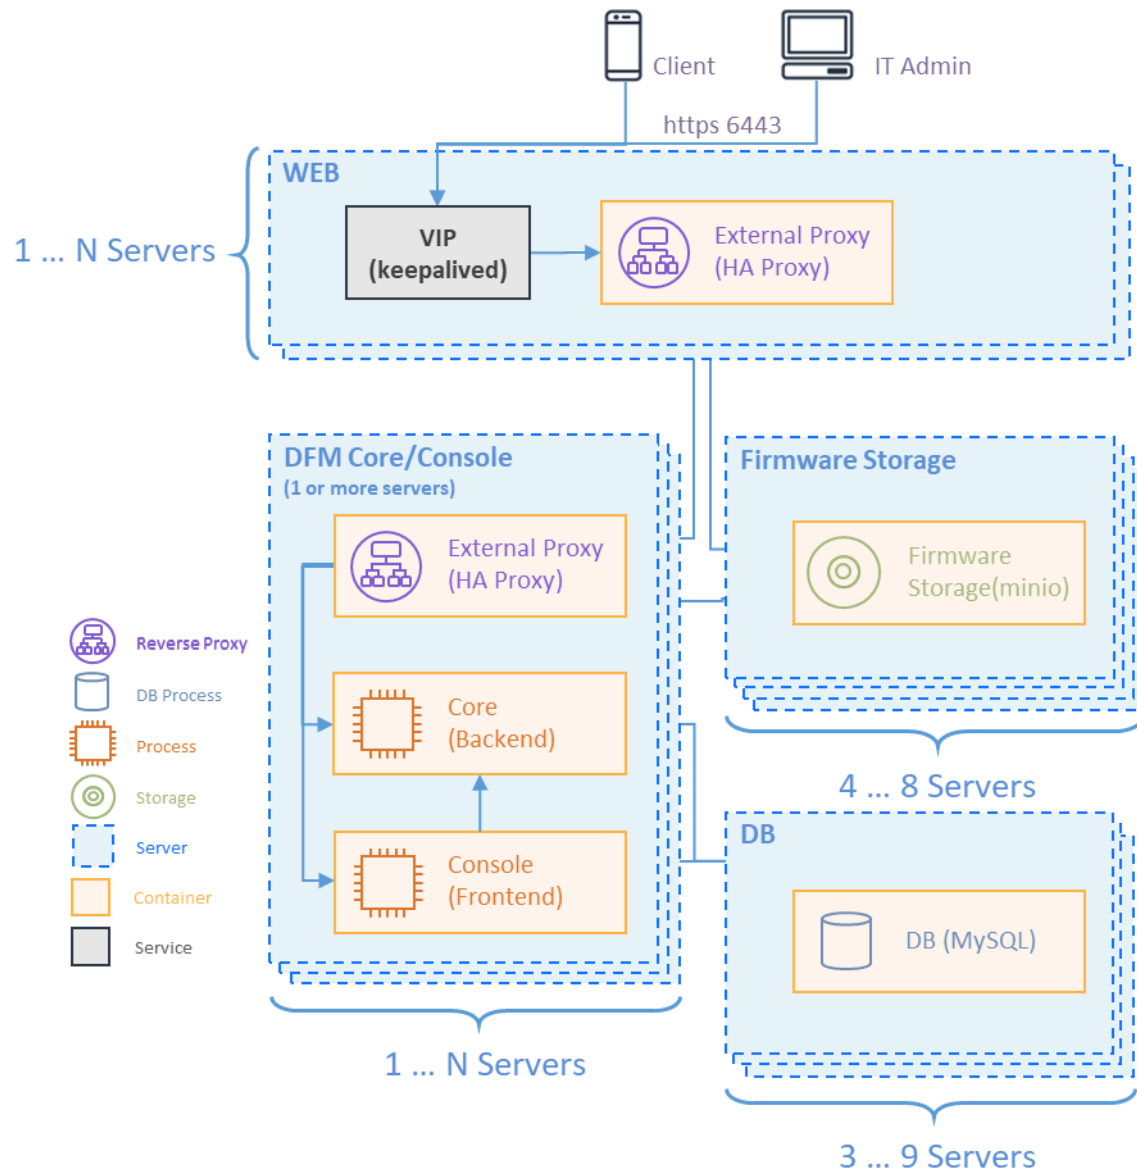 Client
IT Admin
https 6443
WEB
1 ... N Servers
VIP
(keepalived)
External Proxy
(HA Proxy)
DFM Core/Console
(1 or more servers)
External Proxy
(HA Proxy)
Core
(Backend)
Console
(Frontend)
1 ... N Servers
Firmware Storage
Firmware
Storage(minio)
4 ... 8 Servers
DB
DB (MySQL)
3 ... 9 Servers
Reverse Proxy
DB Process
Process
Storage
Server
Container
Service